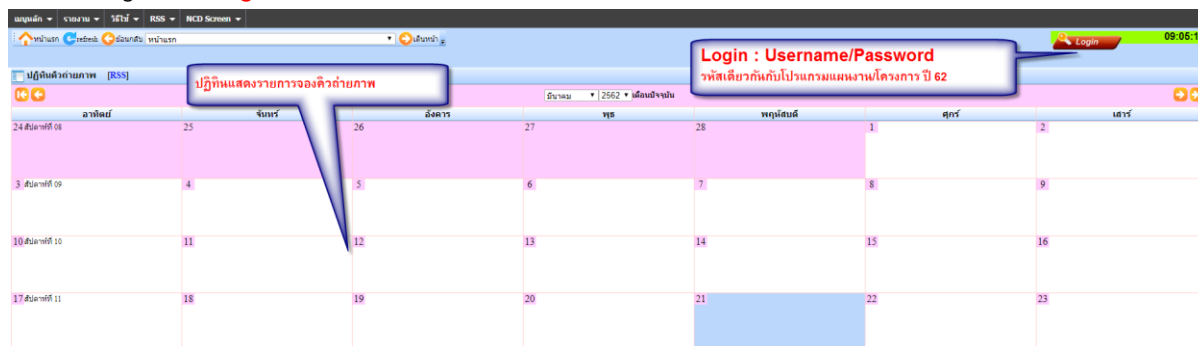 เมนูหลัก รายงาน วิธีใช้ RSS NCD Screen
หน้าแรก refresh ย้อนกลับ หน้าแรก เดินหน้า
Login 09:05:1
Login : Username/Password
รหัสเดียวกันกับโปรแกรมแผนงาน/โครงการ ปี 62
ปฏิทินคิวถ่ายภาพ [RSS]
ปฏิทินแสดงรายการจองคิวถ่ายภาพ
มีนาคม 2562 เดือนปัจจุบัน
อาทิตย์ จันทร์ อังคาร พุธ พฤหัสบดี ศุกร์ เสาร์
24 สัปดาห์ที่ 08 25 26 27 28 1 2
3 สัปดาห์ที่ 09 4 5 6 7 8 9
10 สัปดาห์ที่ 10 11 12 13 14 15 16
17 สัปดาห์ที่ 11 18 19 20 21 22 23